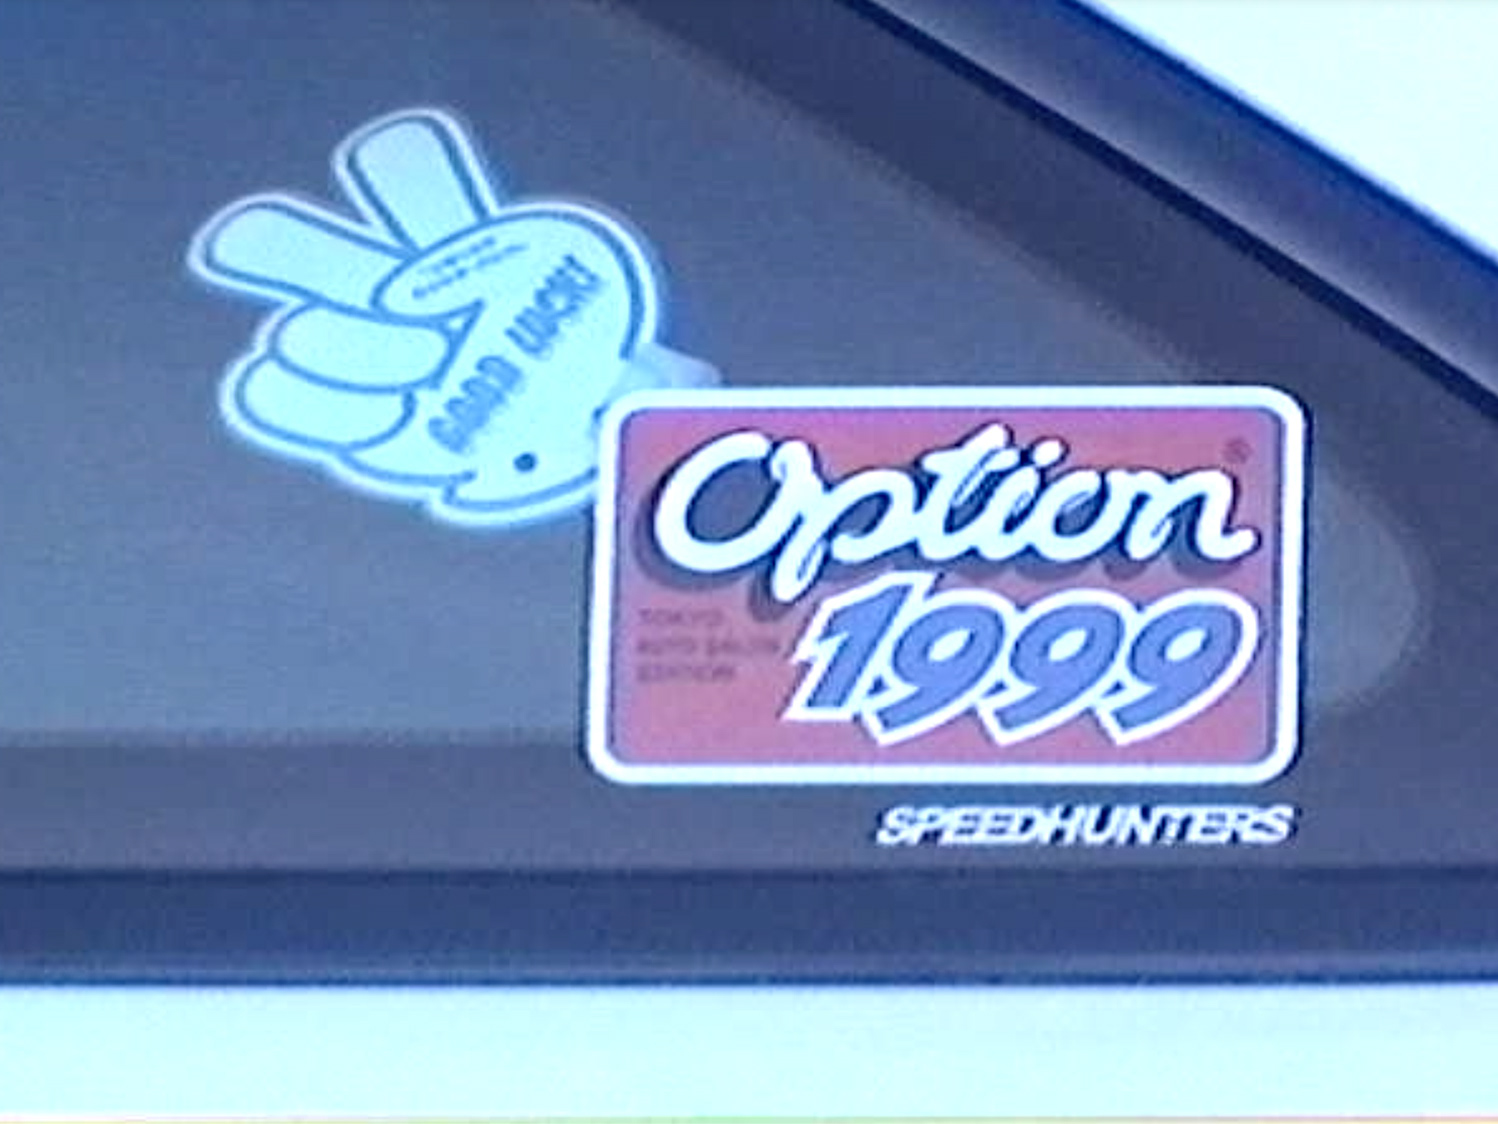 GOOD LUCK!
Option
®
1999
TOKYO
AUTO SALON
EDITION
SPEEDHUNTERS